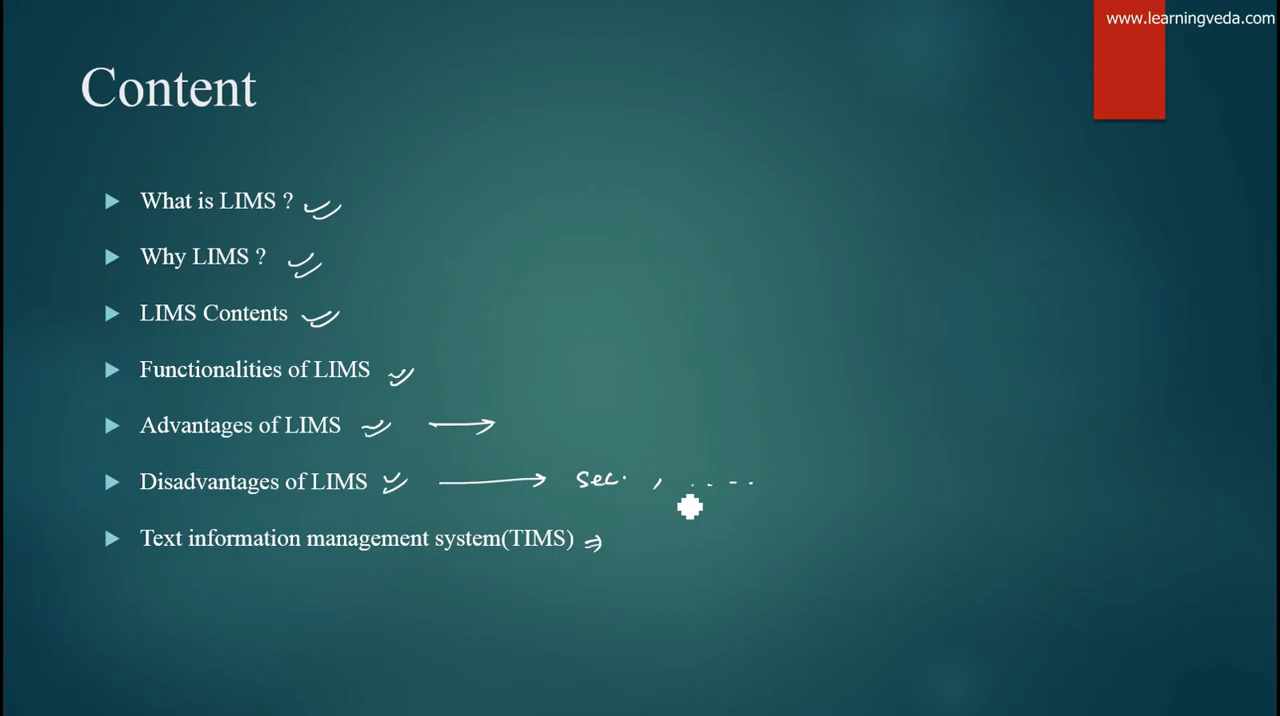 www.learningveda.com
Content
What is LIMS ?
Why LIMS ?
LIMS Contents
Functionalities of LIMS
Advantages of LIMS
Disadvantages of LIMS → sec. , .. -- .
Text information management system(TIMS)